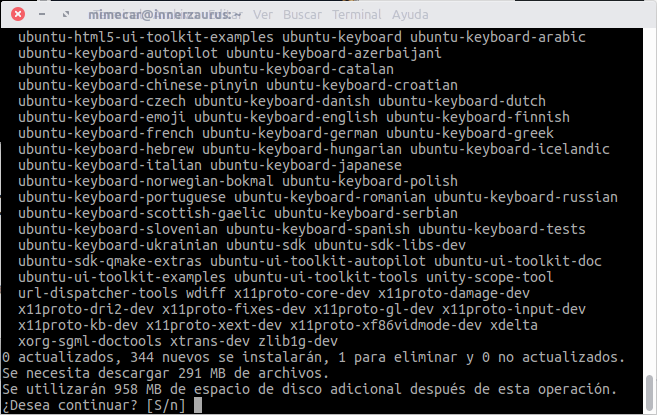 mimecar@innerzaurus: ~
Editar Ver Buscar Terminal Ayuda
ubuntu-html5-ui-toolkit-examples ubuntu-keyboard ubuntu-keyboard-arabic
ubuntu-keyboard-autopilot ubuntu-keyboard-azerbaijani
ubuntu-keyboard-bosnian ubuntu-keyboard-catalan
ubuntu-keyboard-chinese-pinyin ubuntu-keyboard-croatian
ubuntu-keyboard-czech ubuntu-keyboard-danish ubuntu-keyboard-dutch
ubuntu-keyboard-emoji ubuntu-keyboard-english ubuntu-keyboard-finnish
ubuntu-keyboard-french ubuntu-keyboard-german ubuntu-keyboard-greek
ubuntu-keyboard-hebrew ubuntu-keyboard-hungarian ubuntu-keyboard-icelandic
ubuntu-keyboard-italian ubuntu-keyboard-japanese
ubuntu-keyboard-norwegian-bokmal ubuntu-keyboard-polish
ubuntu-keyboard-portuguese ubuntu-keyboard-romanian ubuntu-keyboard-russian
ubuntu-keyboard-scottish-gaelic ubuntu-keyboard-serbian
ubuntu-keyboard-slovenian ubuntu-keyboard-spanish ubuntu-keyboard-tests
ubuntu-keyboard-ukrainian ubuntu-sdk ubuntu-sdk-libs-dev
ubuntu-sdk-qmake-extras ubuntu-ui-toolkit-autopilot ubuntu-ui-toolkit-doc
ubuntu-ui-toolkit-examples ubuntu-ui-toolkit-tools unity-scope-tool
url-dispatcher-tools wdiff x11proto-core-dev x11proto-damage-dev
x11proto-dri2-dev x11proto-fixes-dev x11proto-gl-dev x11proto-input-dev
x11proto-kb-dev x11proto-xext-dev x11proto-xf86vidmode-dev xdelta
xorg-sgml-doctools xtrans-dev zlib1g-dev
0 actualizados, 344 nuevos se instalarán, 1 para eliminar y 0 no actualizados.
Se necesita descargar 291 MB de archivos.
Se utilizarán 958 MB de espacio de disco adicional después de esta operación.
¿Desea continuar? [S/n]